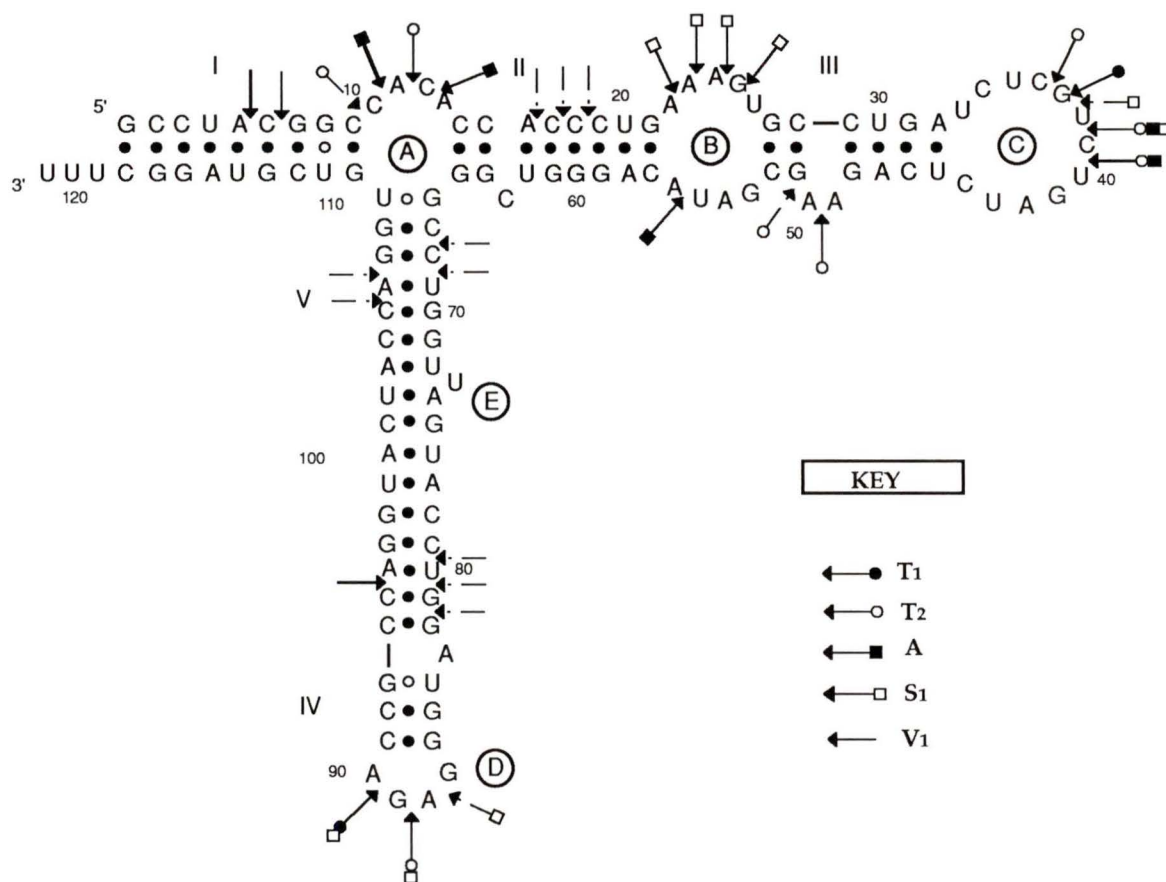 I
II
III
5'
G C C U A C G G C
10
C A C A
C C A C C C U G
20
A A A G U
G C — C U G A
30
U C U C G U C U
A
B
C
3'
U U U C G G A U G C U G
120
110
G G
C
U G G G A C
60
A U A G C G
A A
50
G A C U
C U A G
40
U G
G C
G C
A U
V
C G
70
C G
A U
U
U A
E
C G
100
A U
U A
G C
G C
A U
80
C G
C G
A
G U
IV
C G
C G
90
A G
D
G A
KEY
T1
T2
A
S1
V1